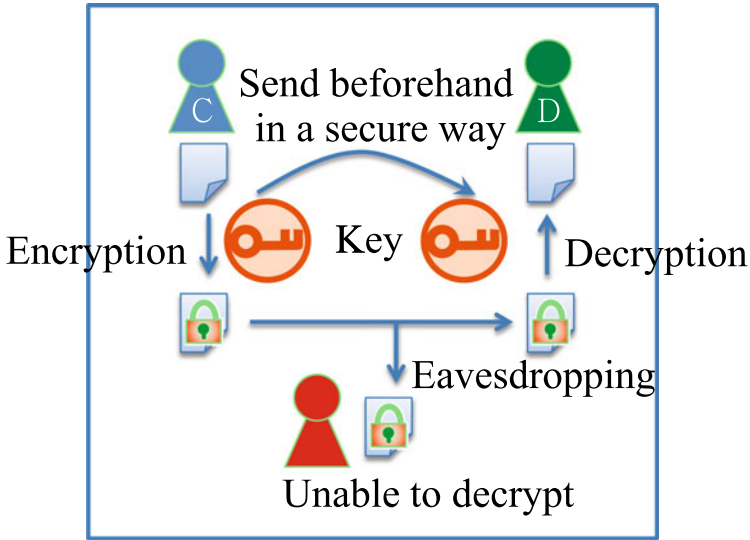 C
D
Send beforehand
in a secure way
Encryption
Key
Decryption
Eavesdropping
Unable to decrypt